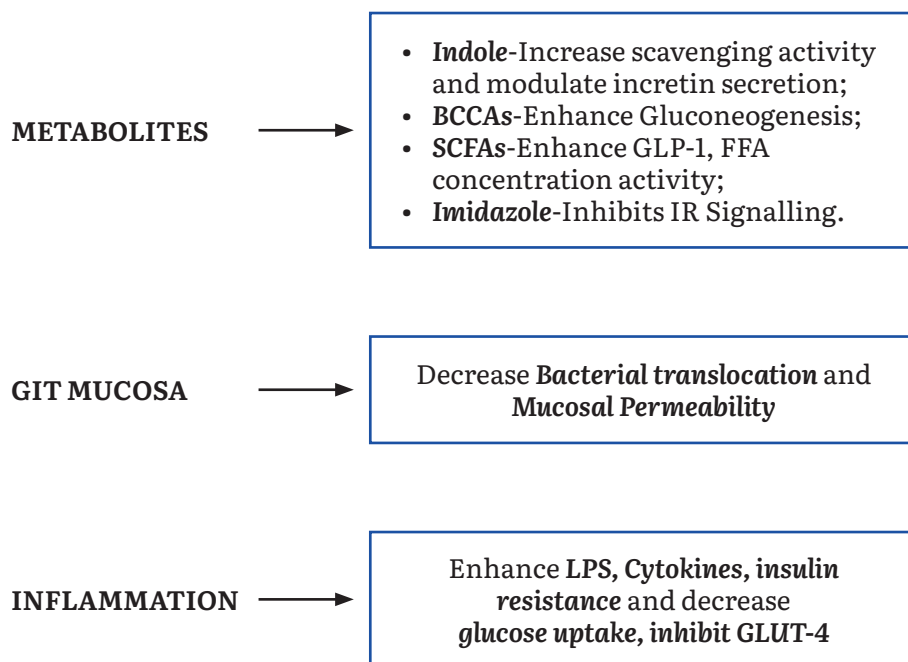 METABOLITES
• Indole-Increase scavenging activity
and modulate incretin secretion;
• BCCAs-Enhance Gluconeogenesis;
• SCFAs-Enhance GLP-1, FFA
concentration activity;
• Imidazole-Inhibits IR Signalling.
GIT MUCOSA
Decrease Bacterial translocation and
Mucosal Permeability
INFLAMMATION
Enhance LPS, Cytokines, insulin
resistance and decrease
glucose uptake, inhibit GLUT-4